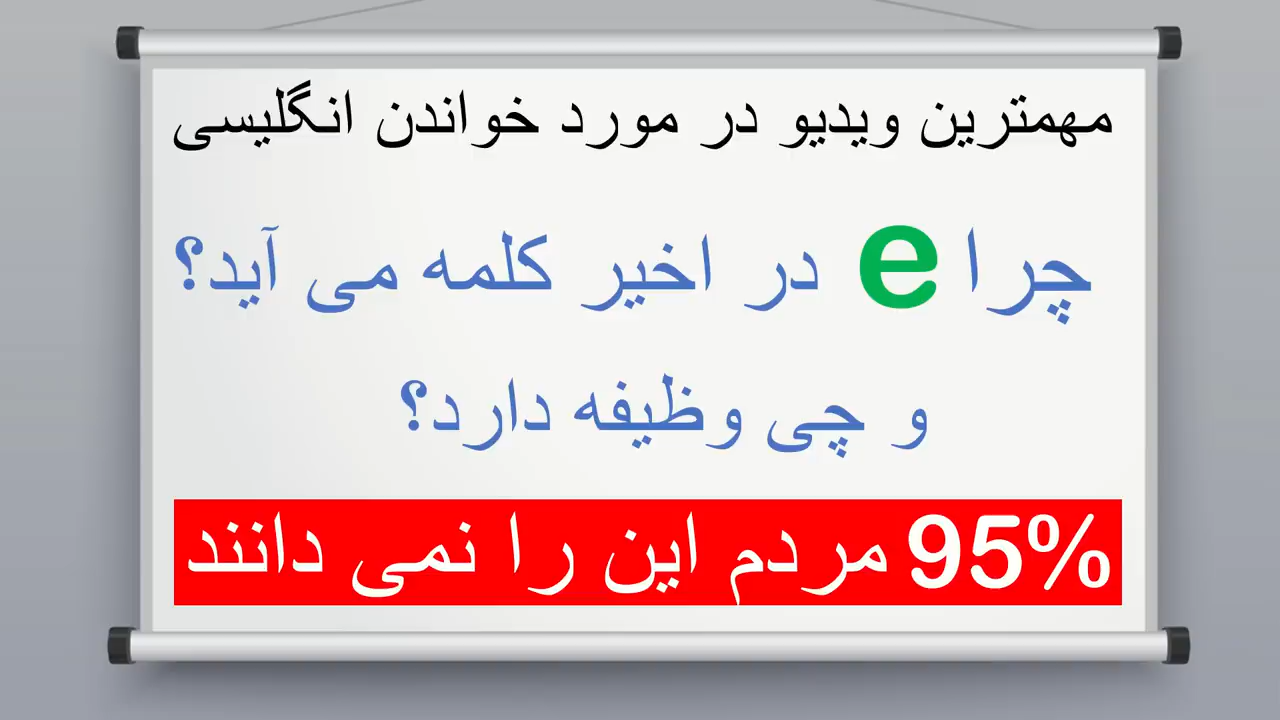 مهمترین ویدیو در مورد خواندن انگلیسی
چرا e در اخیر کلمه می آید؟
و چی وظیفه دارد؟
95% مردم این را نمی دانند